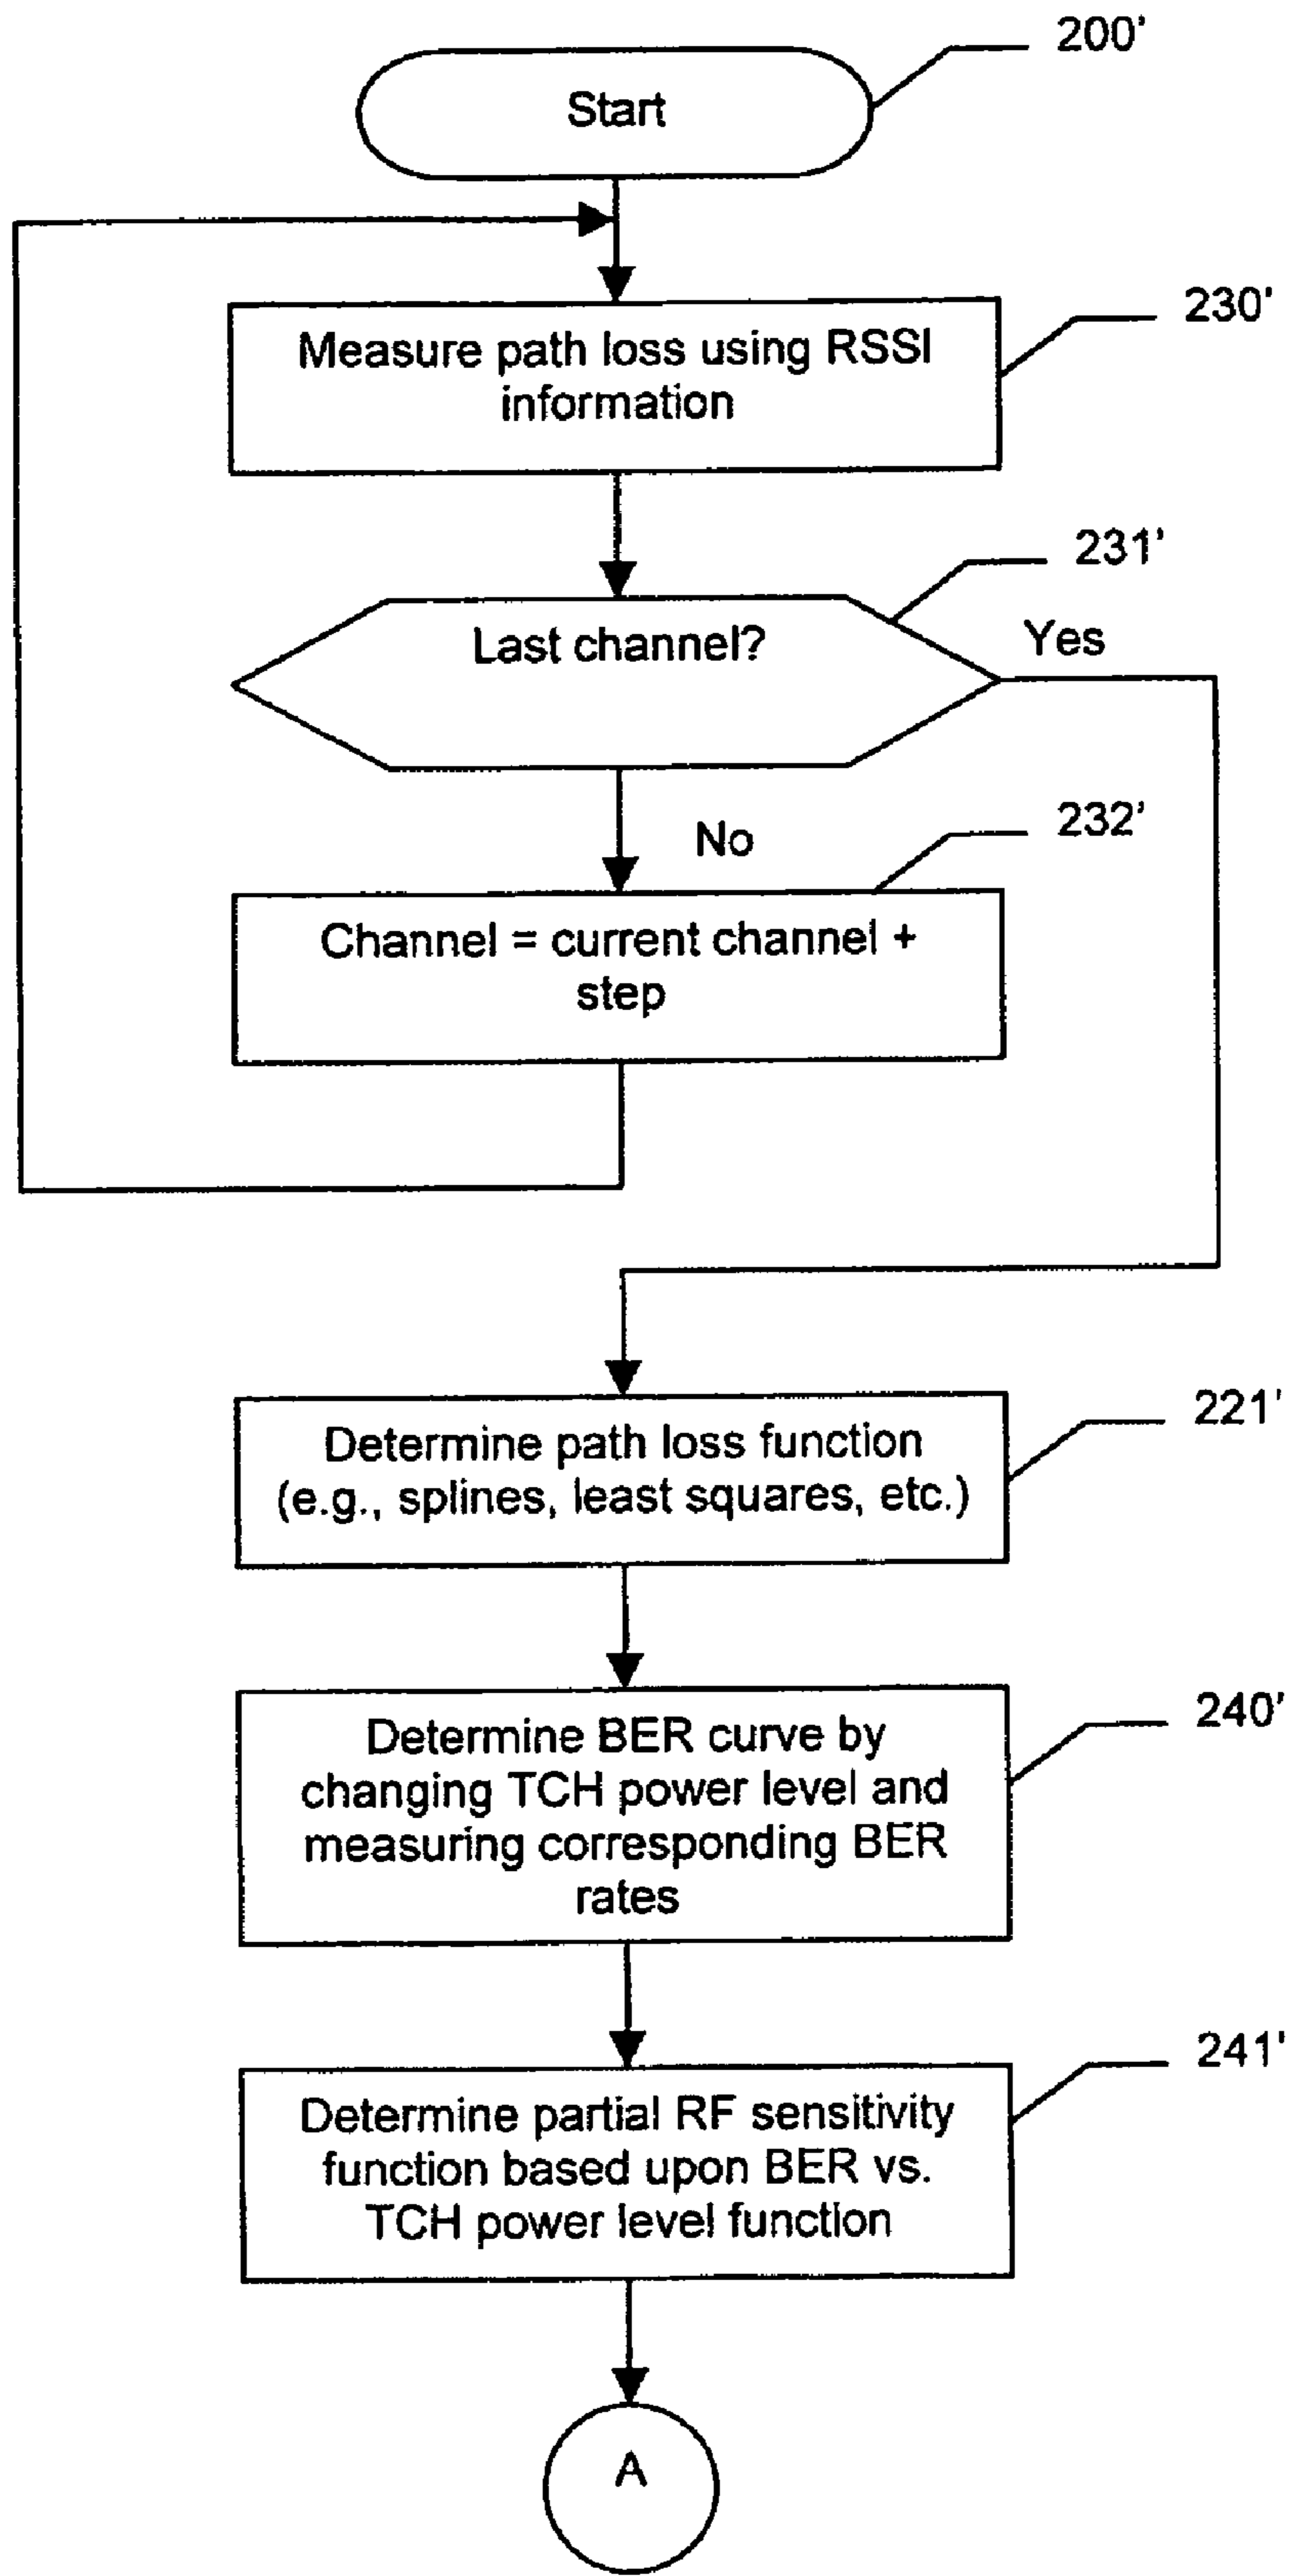 200'
Start
230'
Measure path loss using RSSI
information
231'
Last channel?
Yes
No
232'
Channel = current channel +
step
221'
Determine path loss function
(e.g., splines, least squares, etc.)
240'
Determine BER curve by
changing TCH power level and
measuring corresponding BER
rates
241'
Determine partial RF sensitivity
function based upon BER vs.
TCH power level function
A